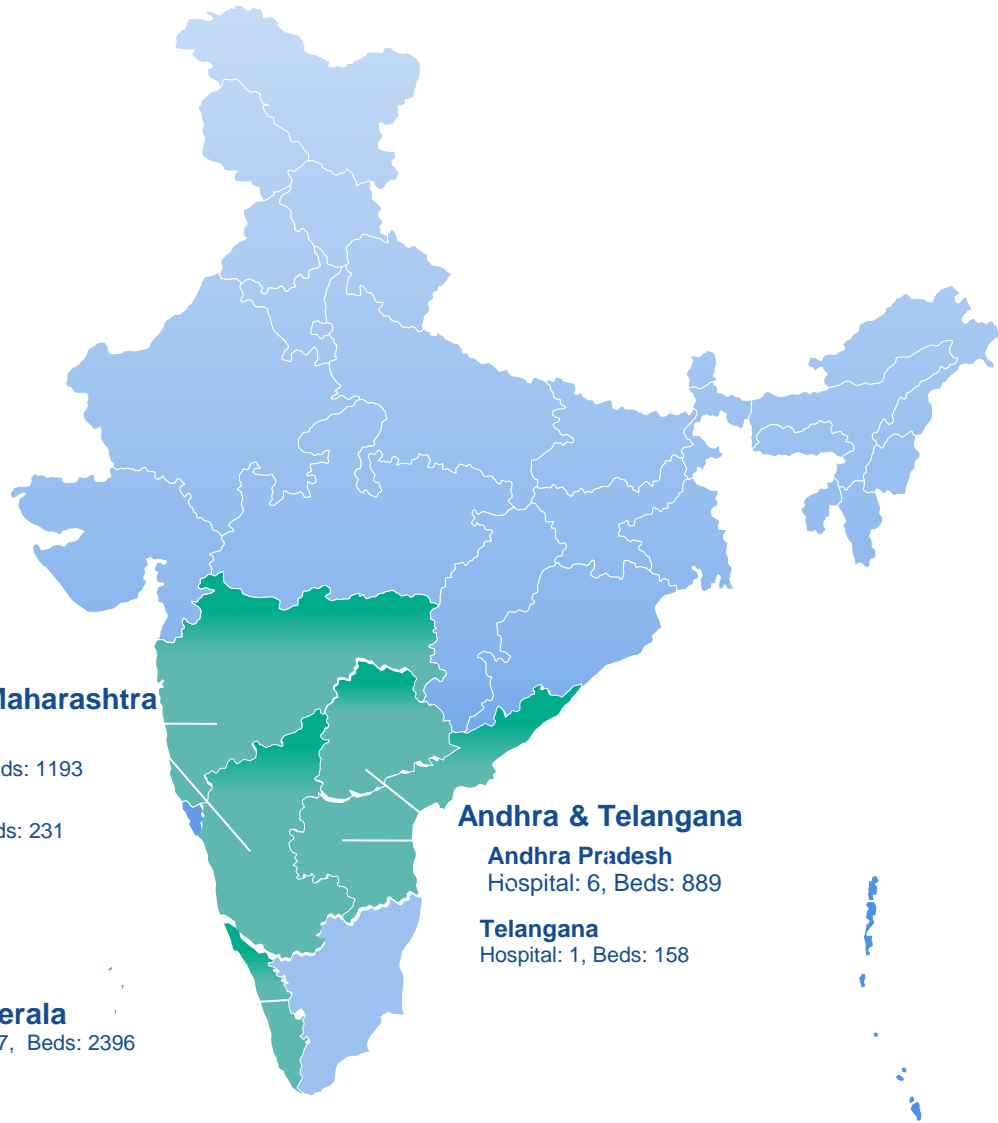 Maharashtra
ds: 1193
ds: 231
Andhra & Telangana
Andhra Pradesh
Hospital: 6, Beds: 889
Telangana
Hospital: 1, Beds: 158
erala
7, Beds: 2396